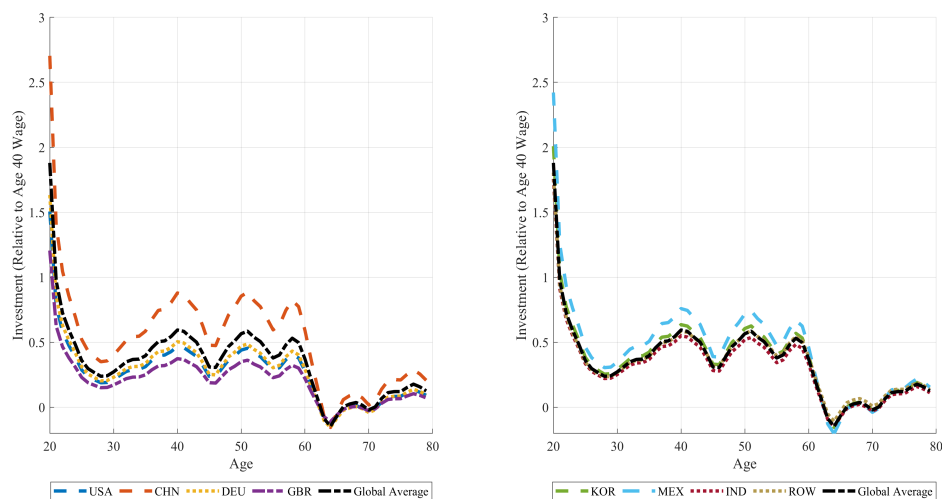 3
2.5
2
1.5
1
0.5
0
Investment (Relative to Age 40 Wage)
20 30 40 50 60 70 80
Age
USA CHN DEU GBR Global Average
3
2.5
2
1.5
1
0.5
0
Investment (Relative to Age 40 Wage)
20 30 40 50 60 70 80
Age
KOR MEX IND ROW Global Average